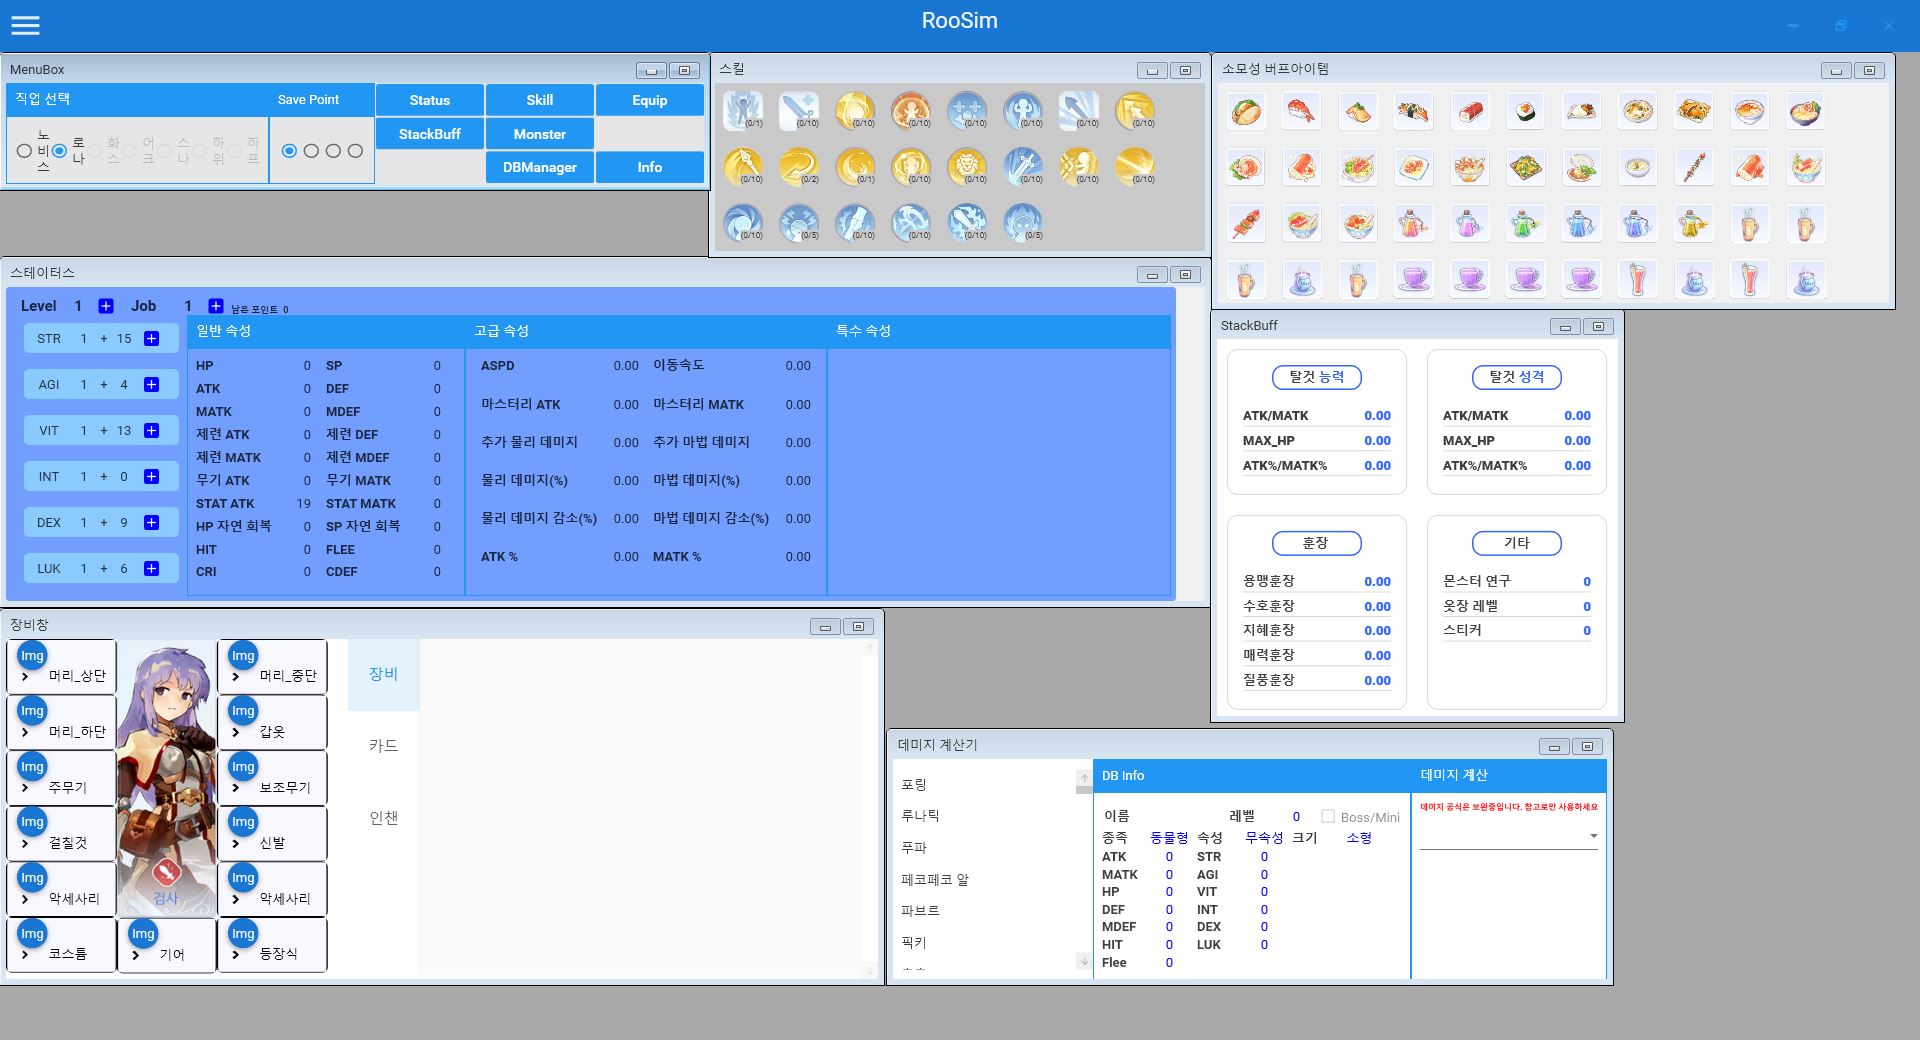 RooSim
MenuBox
직업 선택
Save Point
노비스
로나
화스
어크
스나
하위
하프
Status
Skill
Equip
StackBuff
Monster
DBManager
Info
스킬
(0/1) (0/10) (0/10) (0/10) (0/10) (0/10) (0/10) (0/10)
(0/10) (0/2) (0/1) (0/10) (0/10) (0/10) (0/10) (0/10)
(0/10) (0/5) (0/10) (0/10) (0/10) (0/5)
소모성 버프아이템
스테이터스
Level 1 Job 1 남은 포인트 0
STR 1 + 15
AGI 1 + 4
VIT 1 + 13
INT 1 + 0
DEX 1 + 9
LUK 1 + 6
일반 속성
HP 0 SP 0
ATK 0 DEF 0
MATK 0 MDEF 0
제련 ATK 0 제련 DEF 0
제련 MATK 0 제련 MDEF 0
무기 ATK 0 무기 MATK 0
STAT ATK 19 STAT MATK 0
HP 자연 회복 0 SP 자연 회복 0
HIT 0 FLEE 0
CRI 0 CDEF 0
고급 속성
ASPD 0.00 이동속도 0.00
마스터리 ATK 0.00 마스터리 MATK 0.00
추가 물리 데미지 0.00 추가 마법 데미지 0.00
물리 데미지(%) 0.00 마법 데미지(%) 0.00
물리 데미지 감소(%) 0.00 마법 데미지 감소(%) 0.00
ATK % 0.00 MATK % 0.00
특수 속성
StackBuff
탈것 능력
ATK/MATK 0.00
MAX_HP 0.00
ATK%/MATK% 0.00
탈것 성격
ATK/MATK 0.00
MAX_HP 0.00
ATK%/MATK% 0.00
훈장
용맹훈장 0.00
수호훈장 0.00
지혜훈장 0.00
매력훈장 0.00
질풍훈장 0.00
기타
몬스터 연구 0
옷장 레벨 0
스티커 0
장비창
Img 머리_상단
Img 머리_중단
Img 머리_하단
Img 갑옷
Img 주무기
Img 보조무기
Img 걸칠것
Img 신발
Img 악세사리
검사
Img 악세사리
Img 코스튬
Img 기어
Img 등장식
장비
카드
인챈
데미지 계산기
포링
루나틱
푸파
페코페코 알
파브르
픽키
DB Info
이름 레벨 0 Boss/Mini
종족 동물형 속성 무속성 크기 소형
ATK 0 STR 0
MATK 0 AGI 0
HP 0 VIT 0
DEF 0 INT 0
MDEF 0 DEX 0
HIT 0 LUK 0
Flee 0
데미지 계산
데미지 공식은 보완중입니다. 참고로만 사용하세요